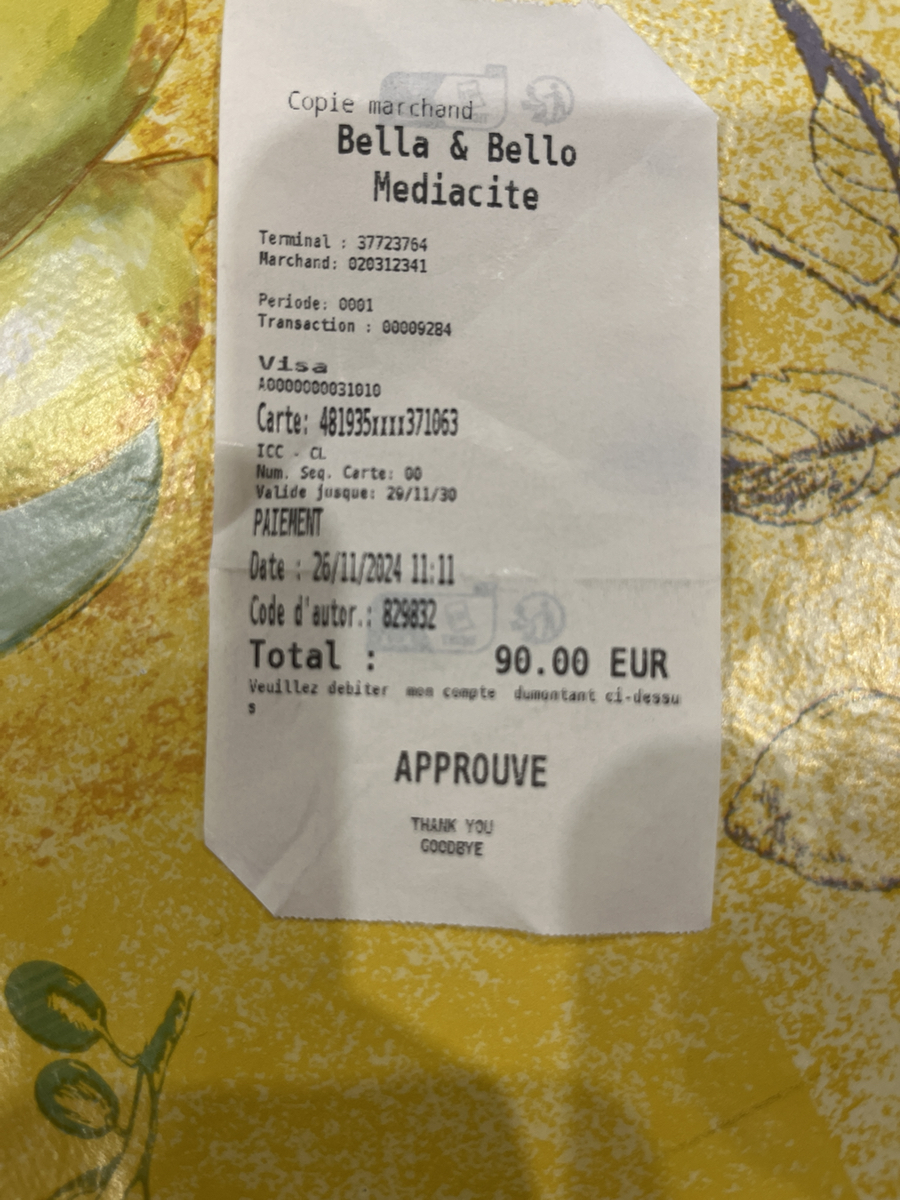 Copie marchand
Bella & Bello
Mediacite
Terminal : 37723764
Marchand: 020312341
Periode: 0001
Transaction : 00009284
Visa
A0000000031010
Carte: 481935xxxx371063
ICC - CL
Num. Seq. Carte: 00
Valide jusque: 29/11/30
PAIEMENT
Date : 26/11/2024 11:11
Code d'autor.: 829832
Total : 90.00 EUR
Veuillez debiter mon compte dumontant ci-dessu
s
APPROUVE
THANK YOU
GOODBYE